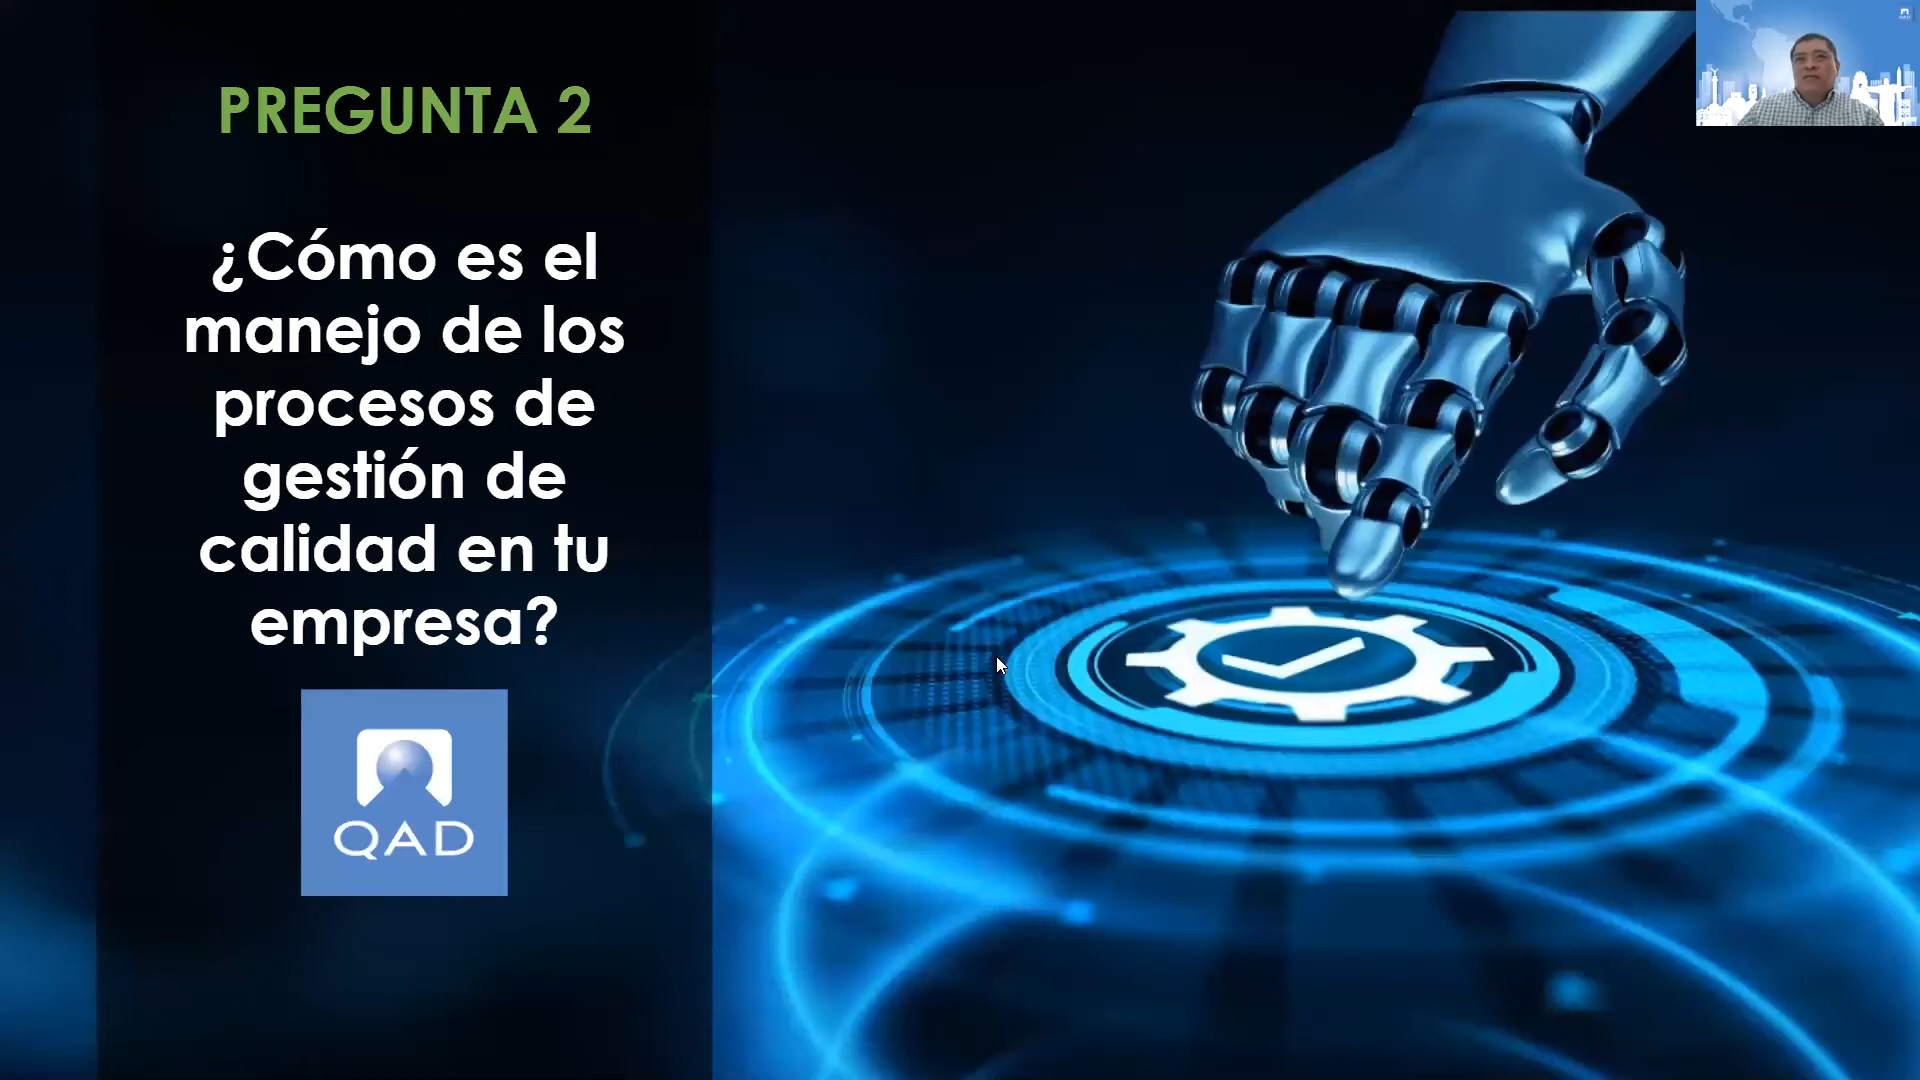 PREGUNTA 2
¿Cómo es el
manejo de los
procesos de
gestión de
calidad en tu
empresa?
QAD